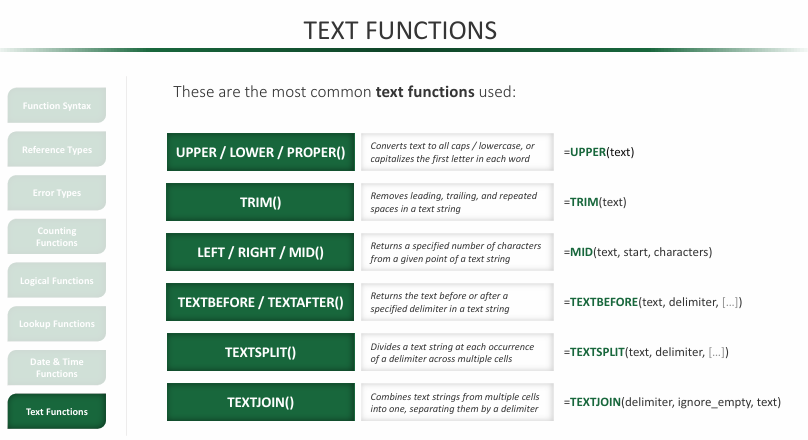 TEXT FUNCTIONS
These are the most common text functions used:
Function Syntax
Reference Types
Error Types
Counting
Functions
Logical Functions
Lookup Functions
Date & Time
Functions
Text Functions
UPPER / LOWER / PROPER()
Converts text to all caps / lowercase, or
capitalizes the first letter in each word
=UPPER(text)
TRIM()
Removes leading, trailing, and repeated
spaces in a text string
=TRIM(text)
LEFT / RIGHT / MID()
Returns a specified number of characters
from a given point of a text string
=MID(text, start, characters)
TEXTBEFORE / TEXTAFTER()
Returns the text before or after a
specified delimiter in a text string
=TEXTBEFORE(text, delimiter, [...])
TEXTSPLIT()
Divides a text string at each occurrence
of a delimiter across multiple cells
=TEXTSPLIT(text, delimiter, [...])
TEXTJOIN()
Combines text strings from multiple cells
into one, separating them by a delimiter
=TEXTJOIN(delimiter, ignore_empty, text)